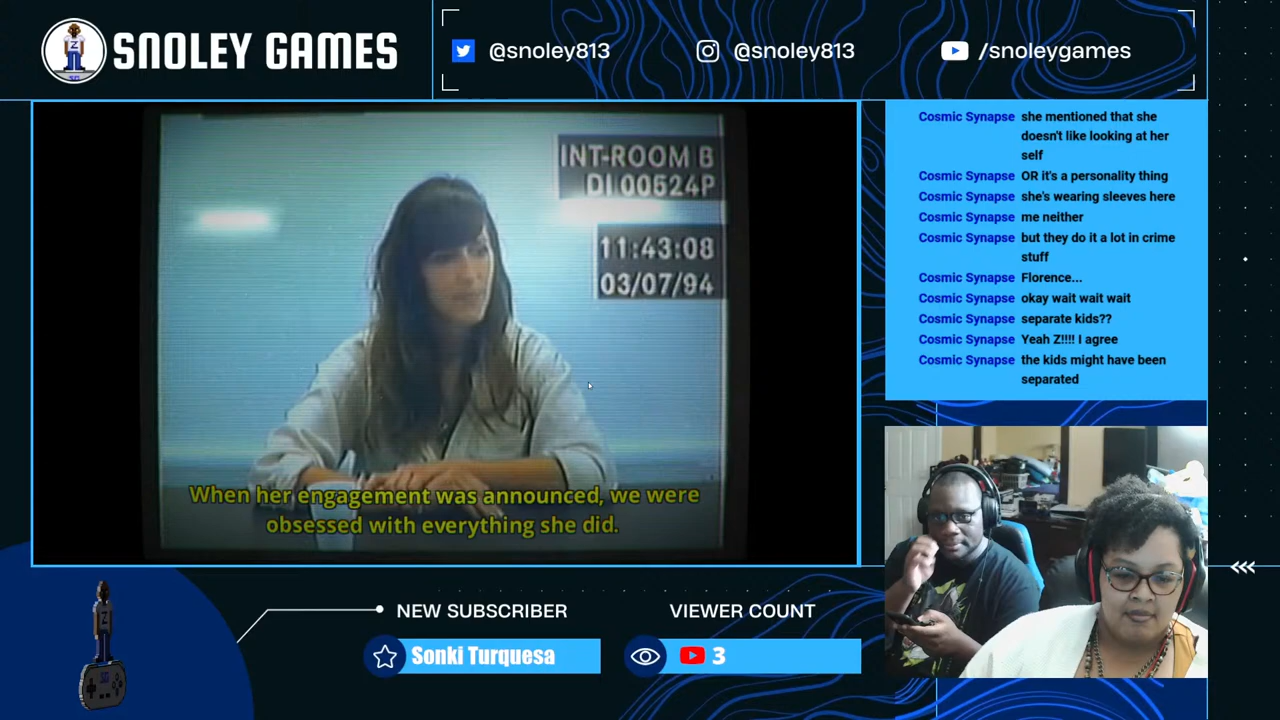 SNOLEY GAMES
@snoley813
@snoley813
/snoleygames
INT-ROOM B
DI 00524P
11:43:08
03/07/94
When her engagement was announced, we were
obsessed with everything she did.
Cosmic Synapse she mentioned that she
doesn't like looking at her
self
Cosmic Synapse OR it's a personality thing
Cosmic Synapse she's wearing sleeves here
Cosmic Synapse me neither
Cosmic Synapse but they do it a lot in crime
stuff
Cosmic Synapse Florence...
Cosmic Synapse okay wait wait wait
Cosmic Synapse separate kids??
Cosmic Synapse Yeah Z!!!! I agree
Cosmic Synapse the kids might have been
separated
NEW SUBSCRIBER
Sonki Turquesa
VIEWER COUNT
3